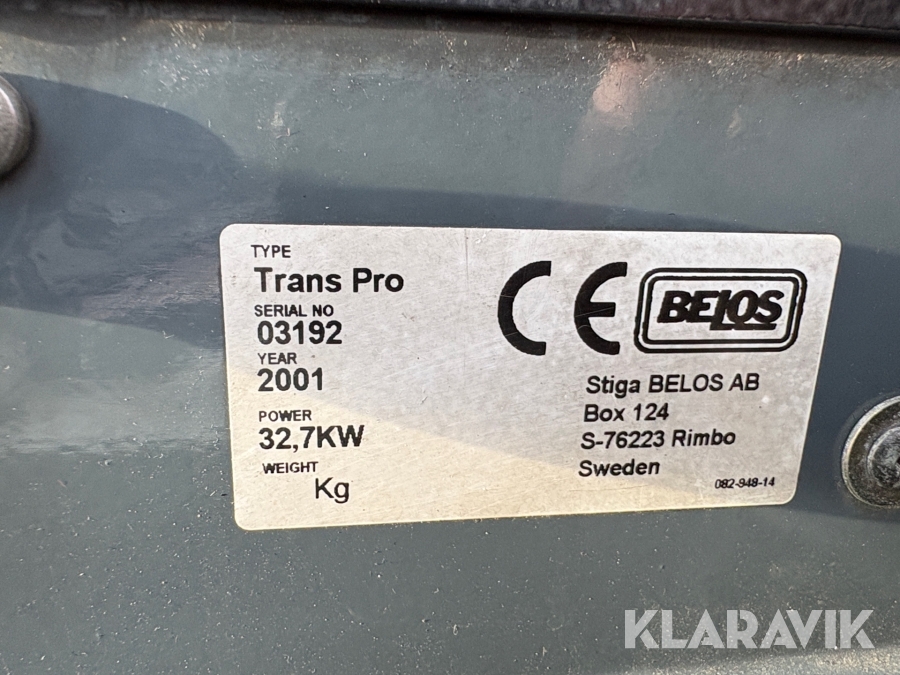 TYPE
Trans Pro
SERIAL NO
03192
YEAR
2001
POWER
32,7KW
WEIGHT
Kg
CE
BELOS
Stiga BELOS AB
Box 124
S-76223 Rimbo
Sweden
082-948-14
KLARAVIK